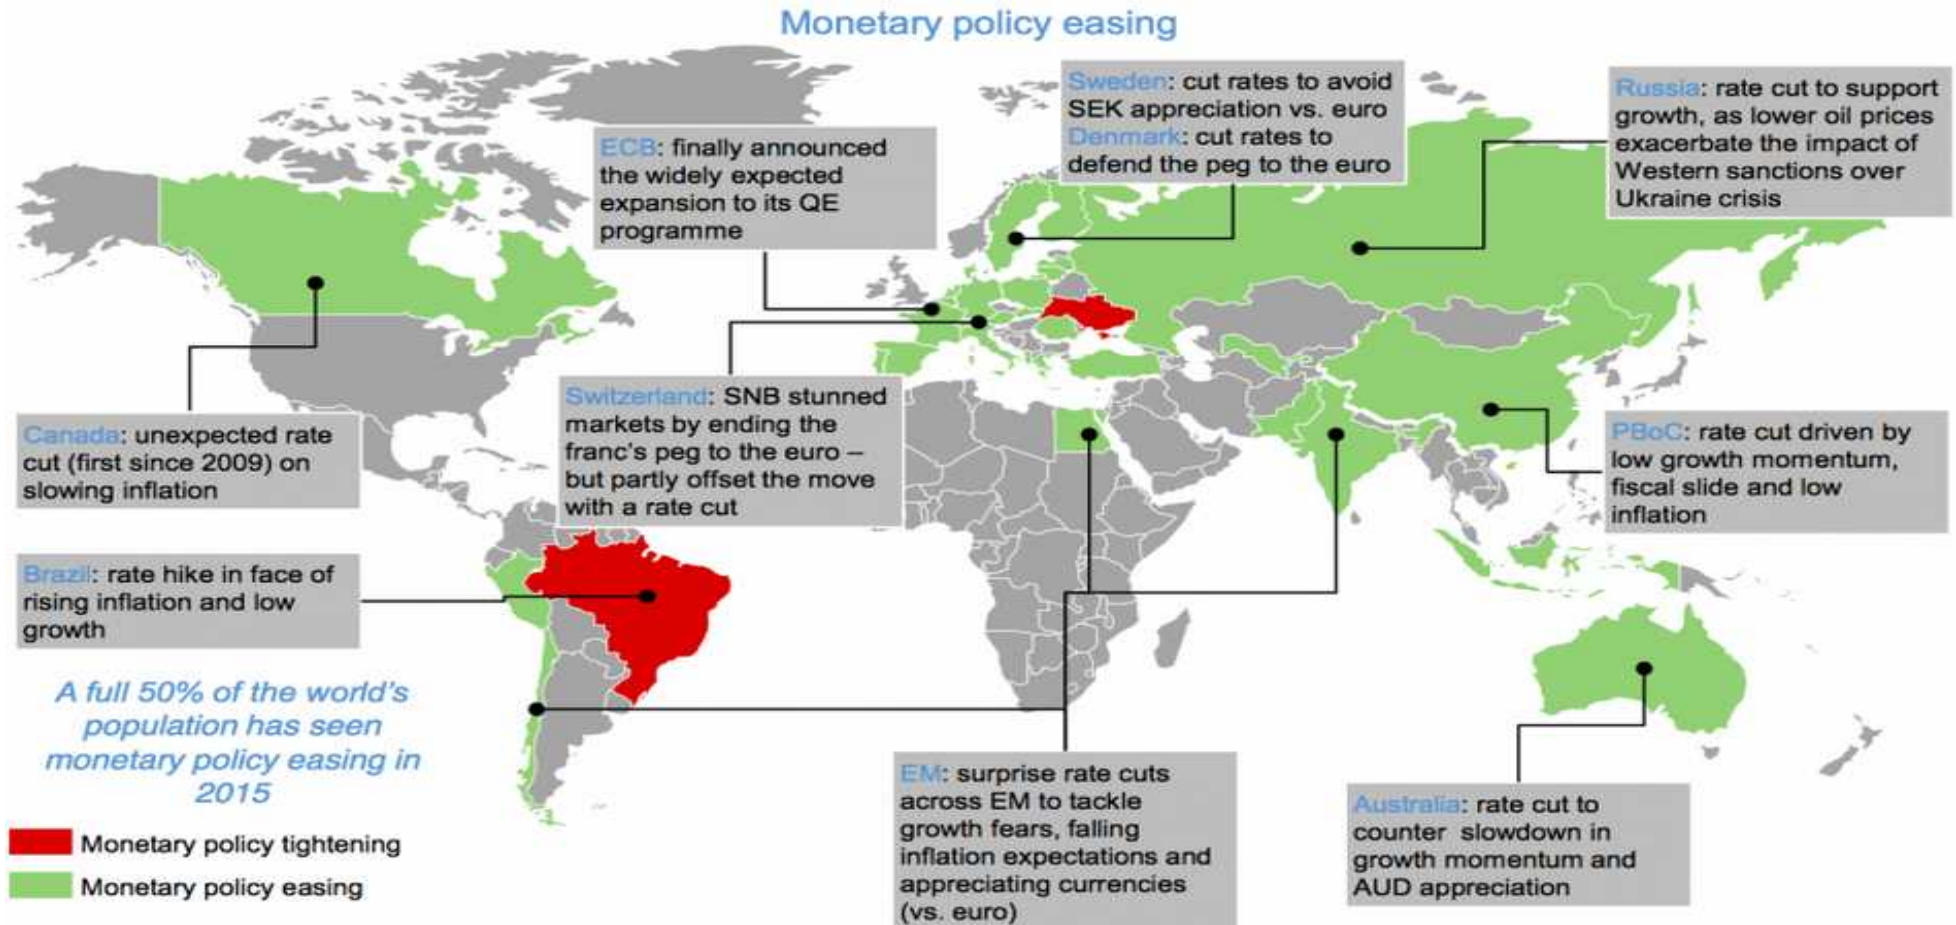 Monetary policy easing
Sweden: cut rates to avoid
SEK appreciation vs. euro
Denmark: cut rates to
defend the peg to the euro
Russia: rate cut to support
growth, as lower oil prices
exacerbate the impact of
Western sanctions over
Ukraine crisis
ECB: finally announced
the widely expected
expansion to its QE
programme
Switzerland: SNB stunned
markets by ending the
franc's peg to the euro –
but partly offset the move
with a rate cut
Canada: unexpected rate
cut (first since 2009) on
slowing inflation
PBoC: rate cut driven by
low growth momentum,
fiscal slide and low
inflation
Brazil: rate hike in face of
rising inflation and low
growth
A full 50% of the world's
population has seen
monetary policy easing in
2015
Monetary policy tightening
Monetary policy easing
EM: surprise rate cuts
across EM to tackle
growth fears, falling
inflation expectations and
appreciating currencies
(vs. euro)
Australia: rate cut to
counter slowdown in
growth momentum and
AUD appreciation